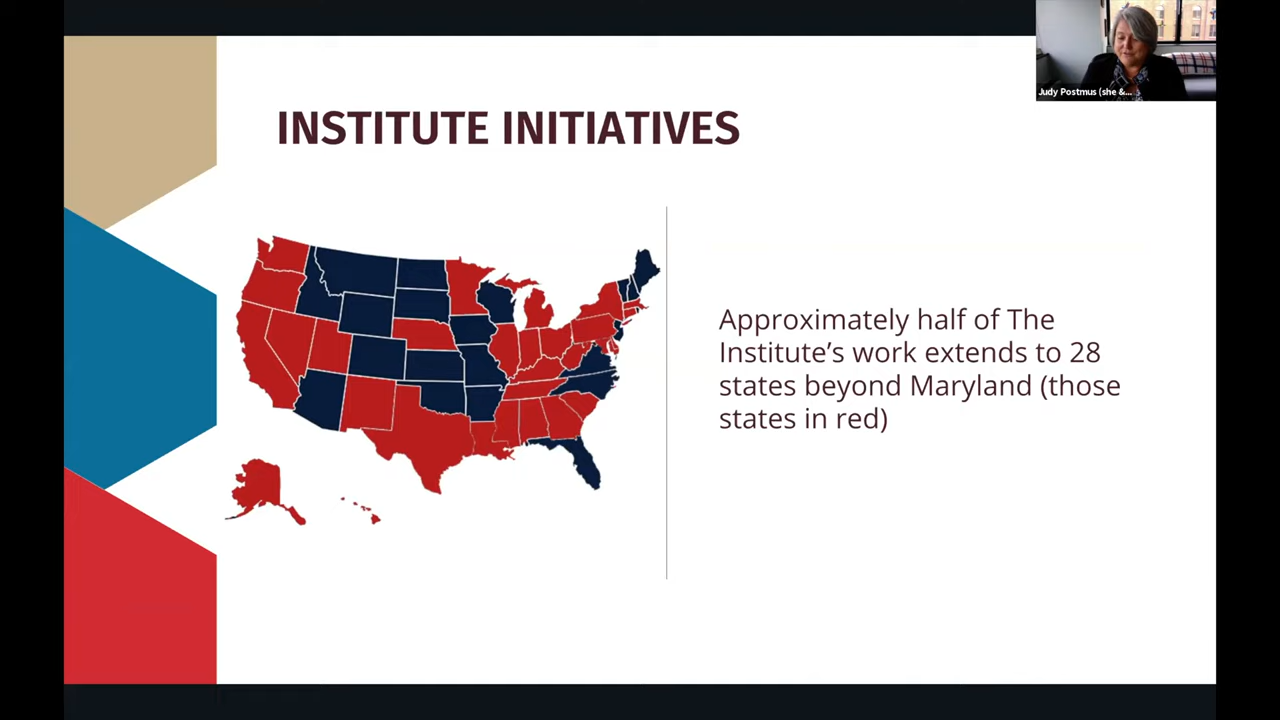 Judy Postmus (she &...
INSTITUTE INITIATIVES
Approximately half of The
Institute’s work extends to 28
states beyond Maryland (those
states in red)